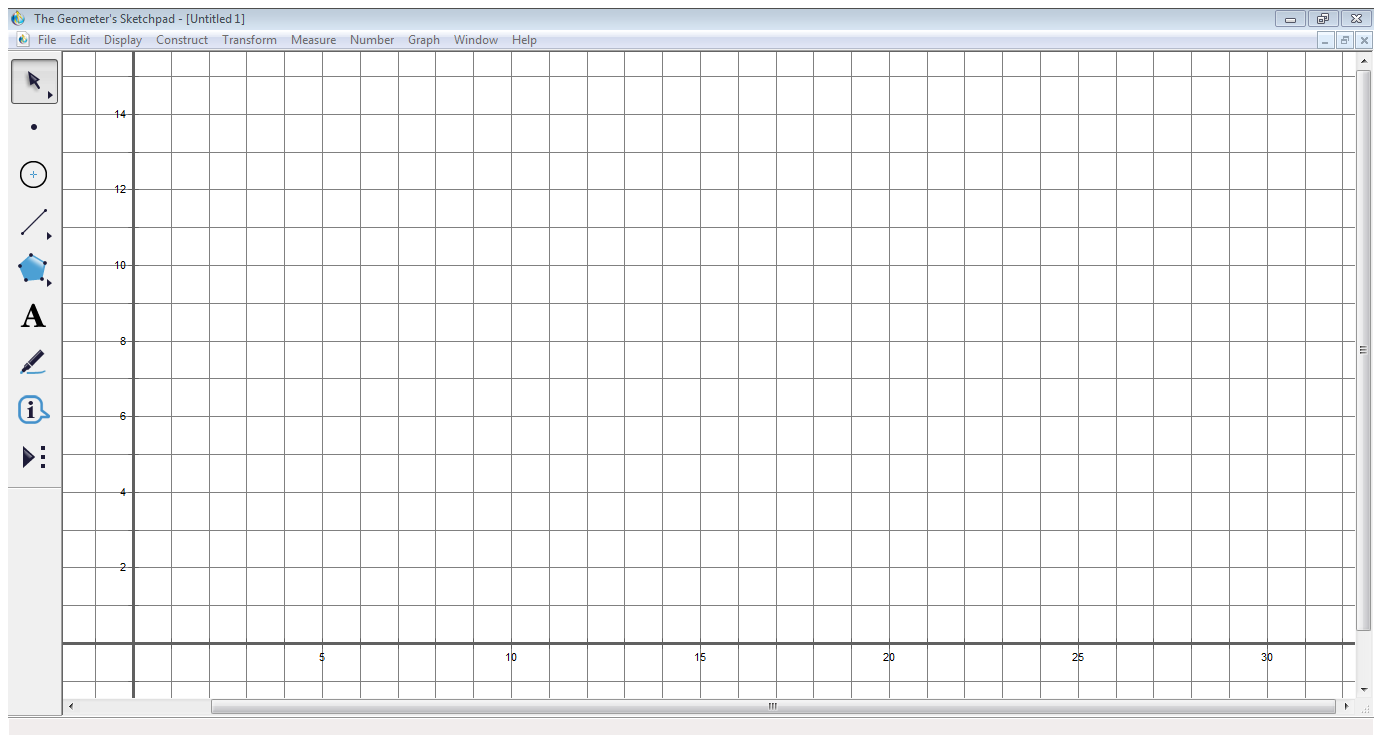 The Geometer's Sketchpad - [Untitled 1]
File Edit Display Construct Transform Measure Number Graph Window Help
14
12
10
A
8
6
i
4
2
5 10 15 20 25 30